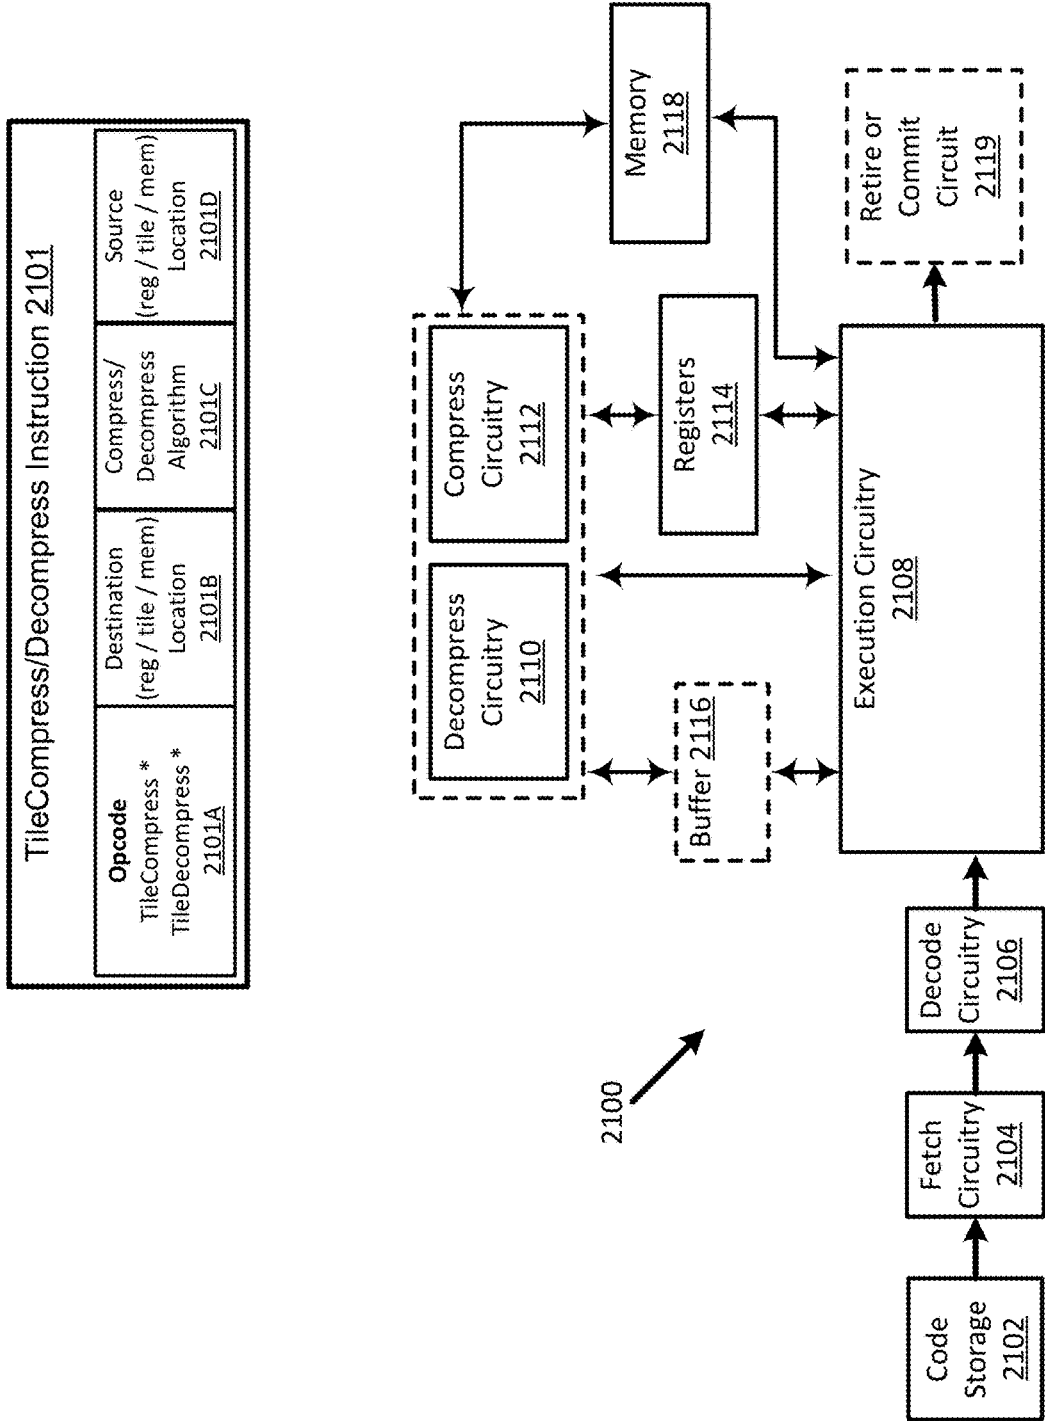 TileCompress/Decompress Instruction 2101
Opcode
TileCompress*
TileDecompress*
2101A
Destination
(reg / tile / mem)
Location
2101B
Compress/
Decompress
Algorithm
2101C
Source
(reg / tile / mem)
Location
2101D
Decompress
Circuitry
2110
Compress
Circuitry
2112
Memory
2118
2100
Buffer 2116
Registers
2114
Code
Storage
2102
Fetch
Circuitry
2104
Decode
Circuitry
2106
Execution Circuitry
2108
Retire or
Commit
Circuit
2119